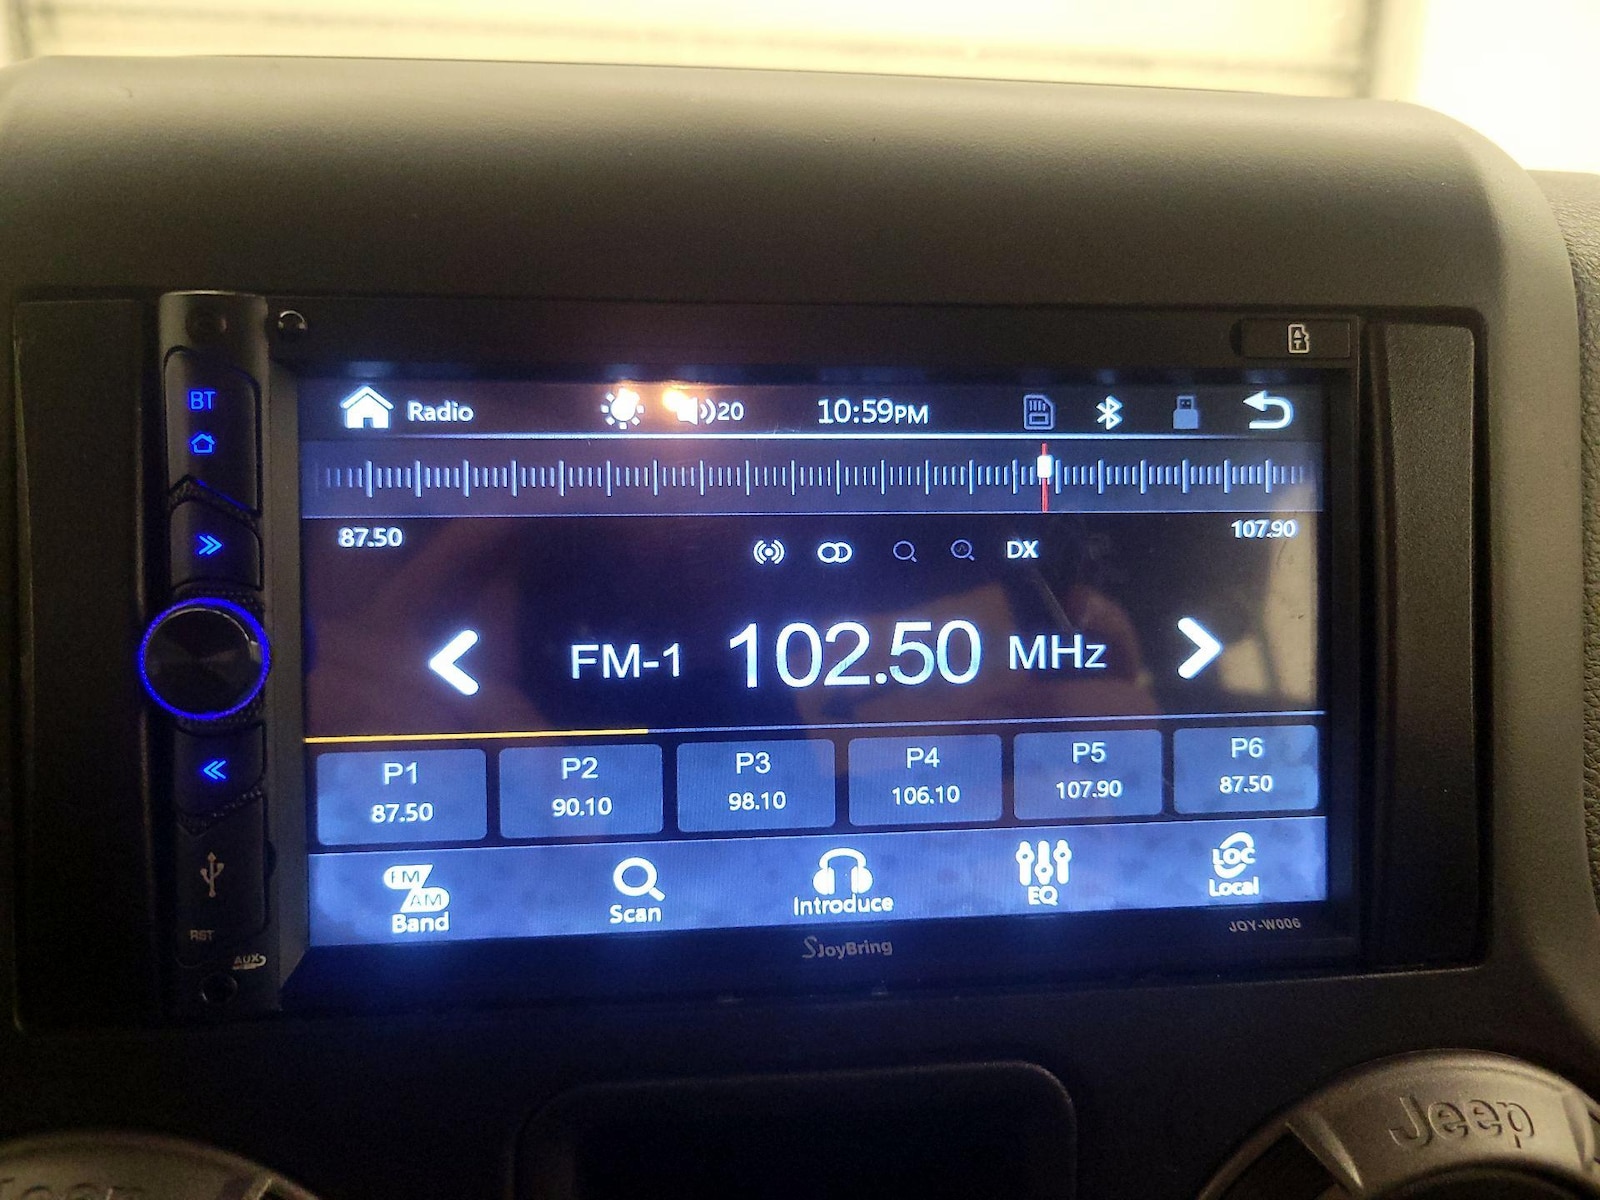 BT
RST
AUX
Radio
20
10:59PM
87.50
107.90
DX
FM-1 102.50 MHz
P1
87.50
P2
90.10
P3
98.10
P4
106.10
P5
107.90
P6
87.50
FM
AM
Band
Scan
Introduce
EQ
LOC
Local
SJoyBring
JOY-W006
Jeep
Jeep